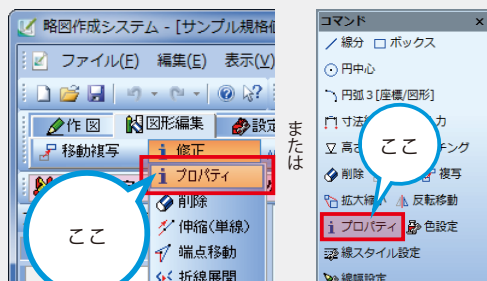 略図作成システム - [サンプル規格
ファイル(F) 編集(E) 表示(V)
作図 図形編集 設定
移動複写 修正
プロパティ
削除
伸縮(単線)
端点移動
折線展開
ここ
または
コマンド
線分 ボックス
円中心
円弧3[座標/図形]
寸法 力
高さ チング
削除 複写
拡大縮小 反転移動
プロパティ 色設定
線スタイル設定
線幅設定
ここ